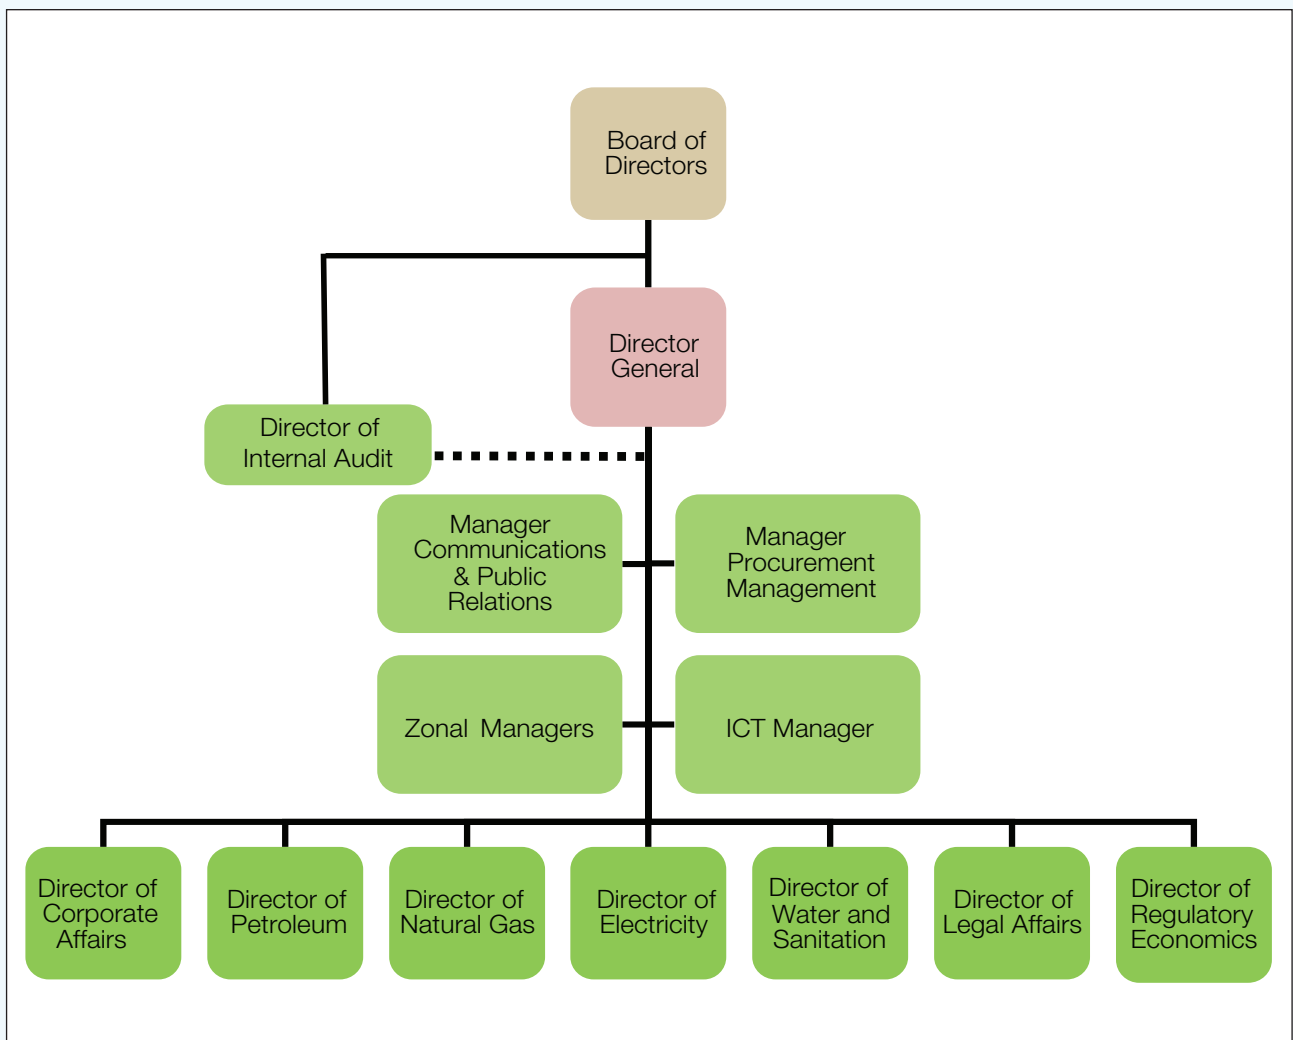 Board of
Directors
Director
General
Director of
Internal Audit
Manager
Communications
& Public
Relations
Manager
Procurement
Management
Zonal Managers
ICT Manager
Director of
Corporate
Affairs
Director of
Petroleum
Director of
Natural Gas
Director of
Electricity
Director of
Water and
Sanitation
Director of
Legal Affairs
Director of
Regulatory
Economics